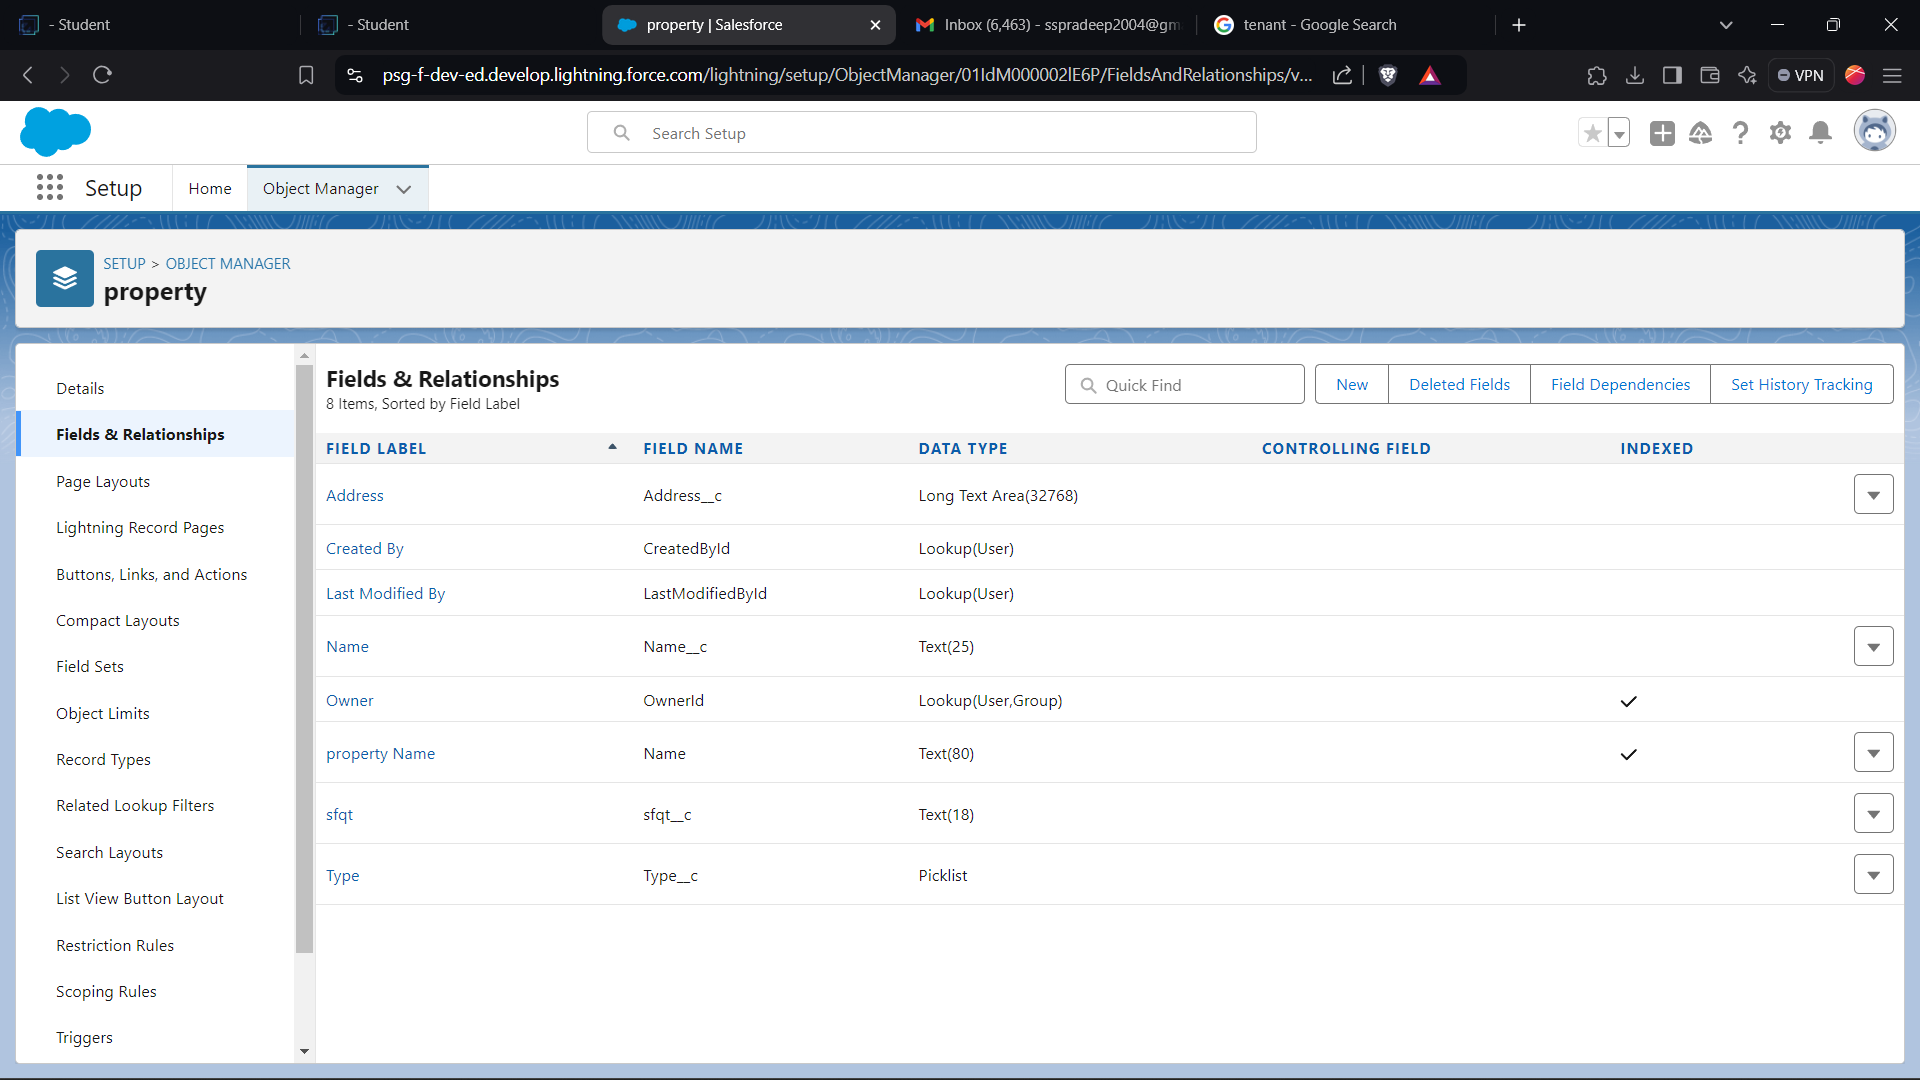 - Student
- Student
property | Salesforce
Inbox (6,463) - sspradeep2004@gm
tenant - Google Search
psg-f-dev-ed.develop.lightning.force.com/lightning/setup/ObjectManager/01IdM000002lE6P/FieldsAndRelationships/v...
VPN
Search Setup
Setup
Home
Object Manager
SETUP > OBJECT MANAGER
property
Details
Fields & Relationships
Page Layouts
Lightning Record Pages
Buttons, Links, and Actions
Compact Layouts
Field Sets
Object Limits
Record Types
Related Lookup Filters
Search Layouts
List View Button Layout
Restriction Rules
Scoping Rules
Triggers
Fields & Relationships
8 Items, Sorted by Field Label
Quick Find
New
Deleted Fields
Field Dependencies
Set History Tracking
FIELD LABEL FIELD NAME DATA TYPE CONTROLLING FIELD INDEXED
Address Address__c Long Text Area(32768)
Created By CreatedById Lookup(User)
Last Modified By LastModifiedById Lookup(User)
Name Name__c Text(25)
Owner OwnerId Lookup(User,Group)
property Name Name Text(80)
sfqt sfqt__c Text(18)
Type Type__c Picklist